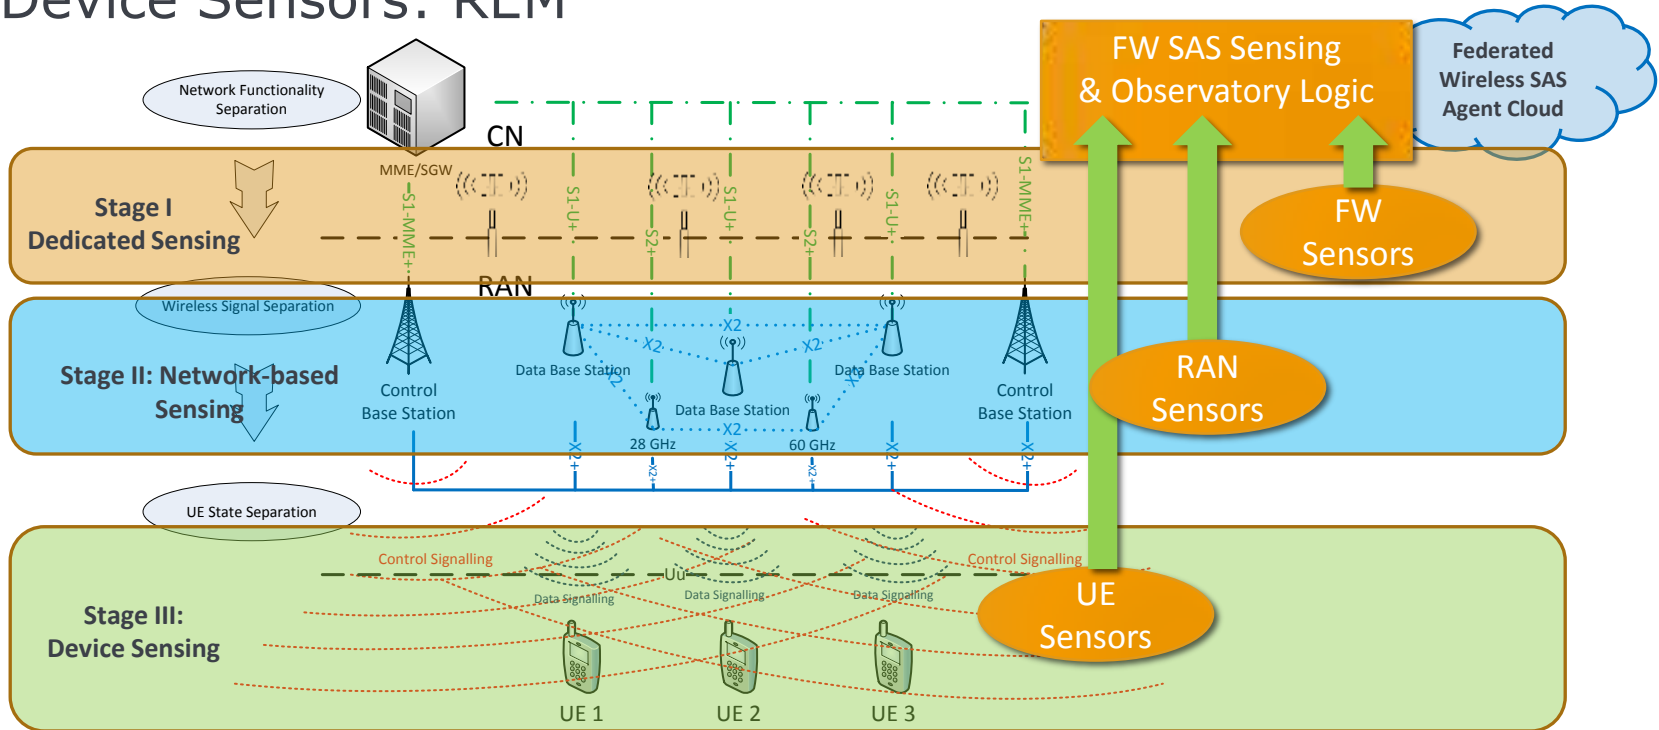 Device Sensors: REM
FW SAS Sensing
& Observatory Logic
Federated
Wireless SAS
Agent Cloud
Network Functionality
Separation
CN
MME/SGW
S1-MME+
S1-U+
S2+
S1-U+
S2+
S1-U+
S1-MME+
Stage I
Dedicated Sensing
FW
Sensors
RAN
Wireless Signal Separation
X2
X2
X2
X2
X2
X2
Data Base Station
Data Base Station
Data Base Station
Stage II: Network-based
Sensing
Control
Base Station
Control
Base Station
RAN
Sensors
28 GHz
60 GHz
X2+
X2+
X2+
X2+
X2+
X2+
UE State Separation
Control Signalling
Control Signalling
Uu
Data Signalling
Data Signalling
Data Signalling
UE
Sensors
Stage III:
Device Sensing
UE 1
UE 2
UE 3